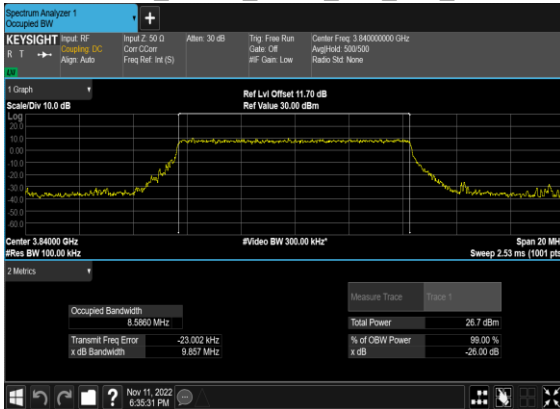 Spectrum Analyzer 1
Occupied BW
+
KEYSIGHT
R T
LXI
Input: RF
Coupling: DC
Align: Auto
Input Z: 50 Ω
Corr CCorr
Freq Ref: Int (S)
Atten: 30 dB
Trig: Free Run
Gate: Off
#IF Gain: Low
Center Freq: 3.840000000 GHz
Avg|Hold: 500/500
Radio Std: None
1 Graph
Scale/Div 10.0 dB
Ref Lvl Offset 11.70 dB
Ref Value 30.00 dBm
Log
20.0
10.0
0.00
-10.0
-20.0
-30.0
-40.0
-50.0
-60.0
Center 3.84000 GHz
#Res BW 100.00 kHz
#Video BW 300.00 kHz*
Span 20 MH
Sweep 2.53 ms (1001 pts
2 Metrics
Measure Trace
Trace 1
Occupied Bandwidth
8.5860 MHz
Total Power
26.7 dBm
Transmit Freq Error
-23.002 kHz
% of OBW Power
99.00 %
x dB Bandwidth
9.857 MHz
x dB
-26.00 dB
?
Nov 11, 2022
6:35:31 PM